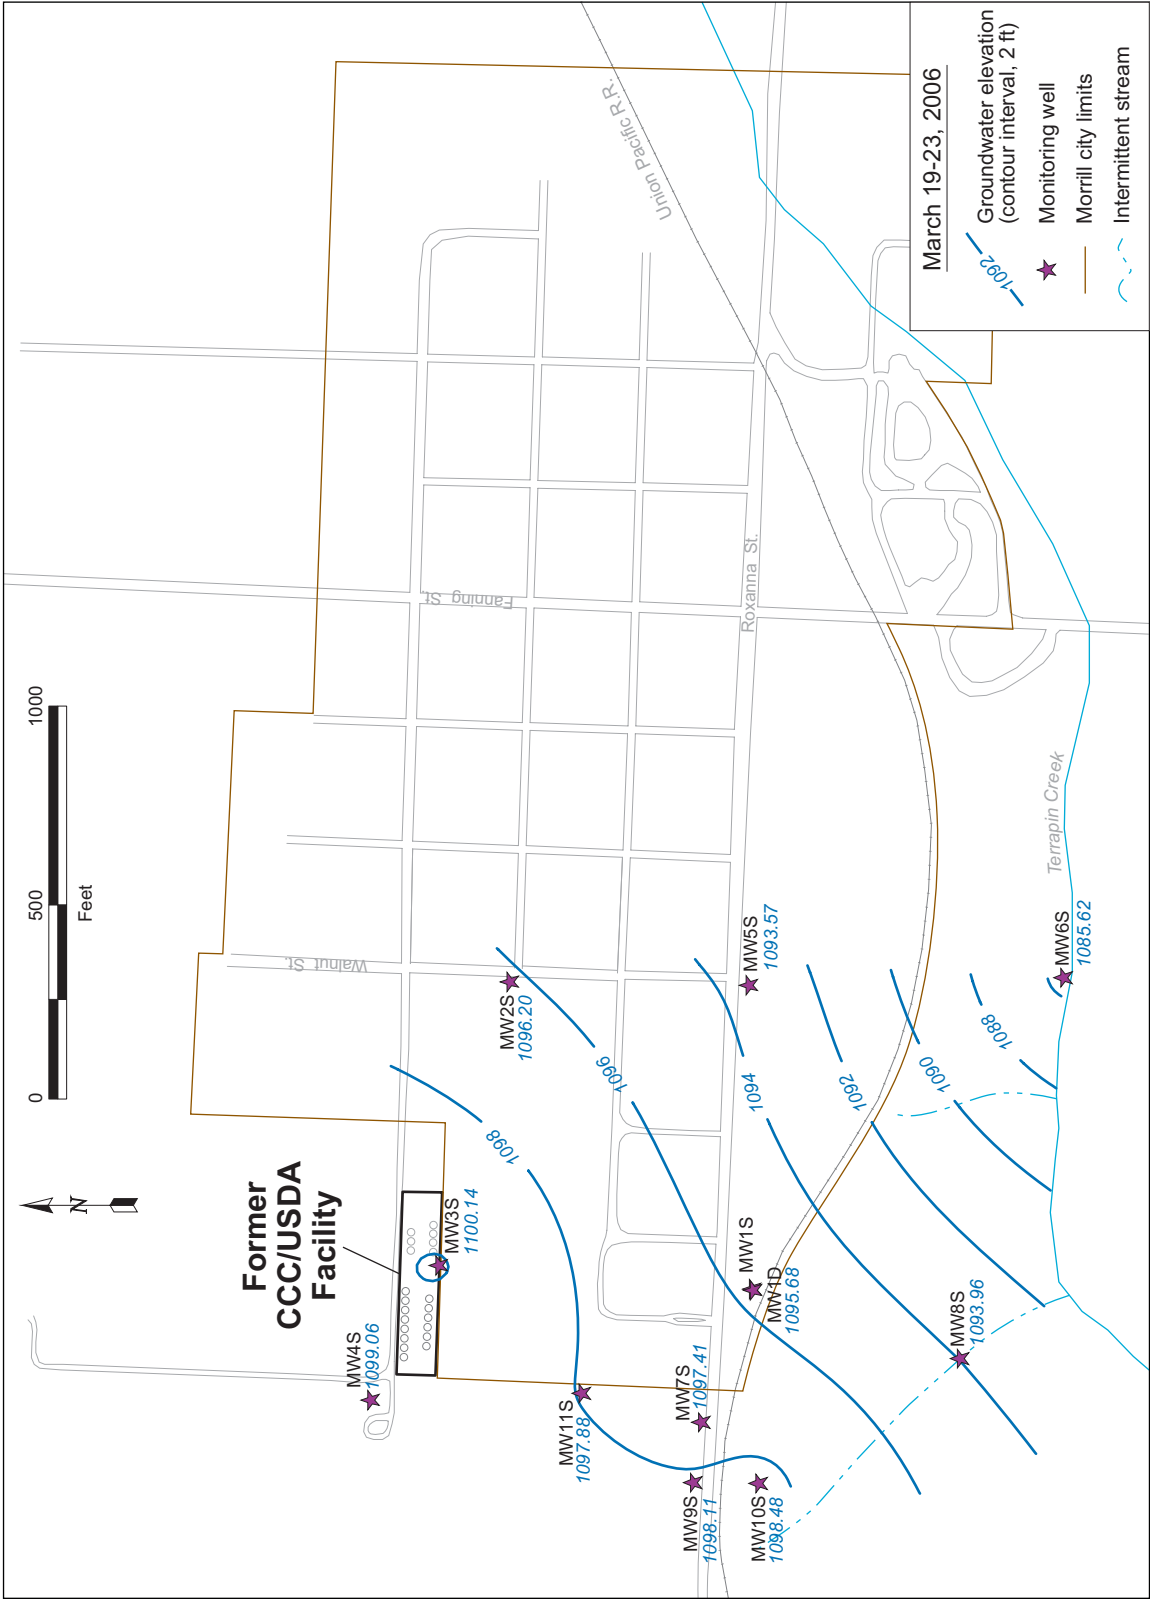 0
500
1000
Feet
N
Former
CCC/USDA
Facility
MW4S
1099.06
MW3S
1100.14
Walnut St.
Fanning St.
Union Pacific R.R.
MW2S
1096.20
1098
1096
MW11S
1097.88
MW7S
1097.41
MW9S
1098.11
MW10S
1098.48
MW1S
MW1D
1095.68
Roxanna St.
MW5S
1093.57
1094
1092
1090
1088
MW8S
1093.96
Terrapin Creek
MW6S
1085.62
March 19-23, 2006
1092
Groundwater elevation
(contour interval, 2 ft)
Monitoring well
Morrill city limits
Intermittent stream